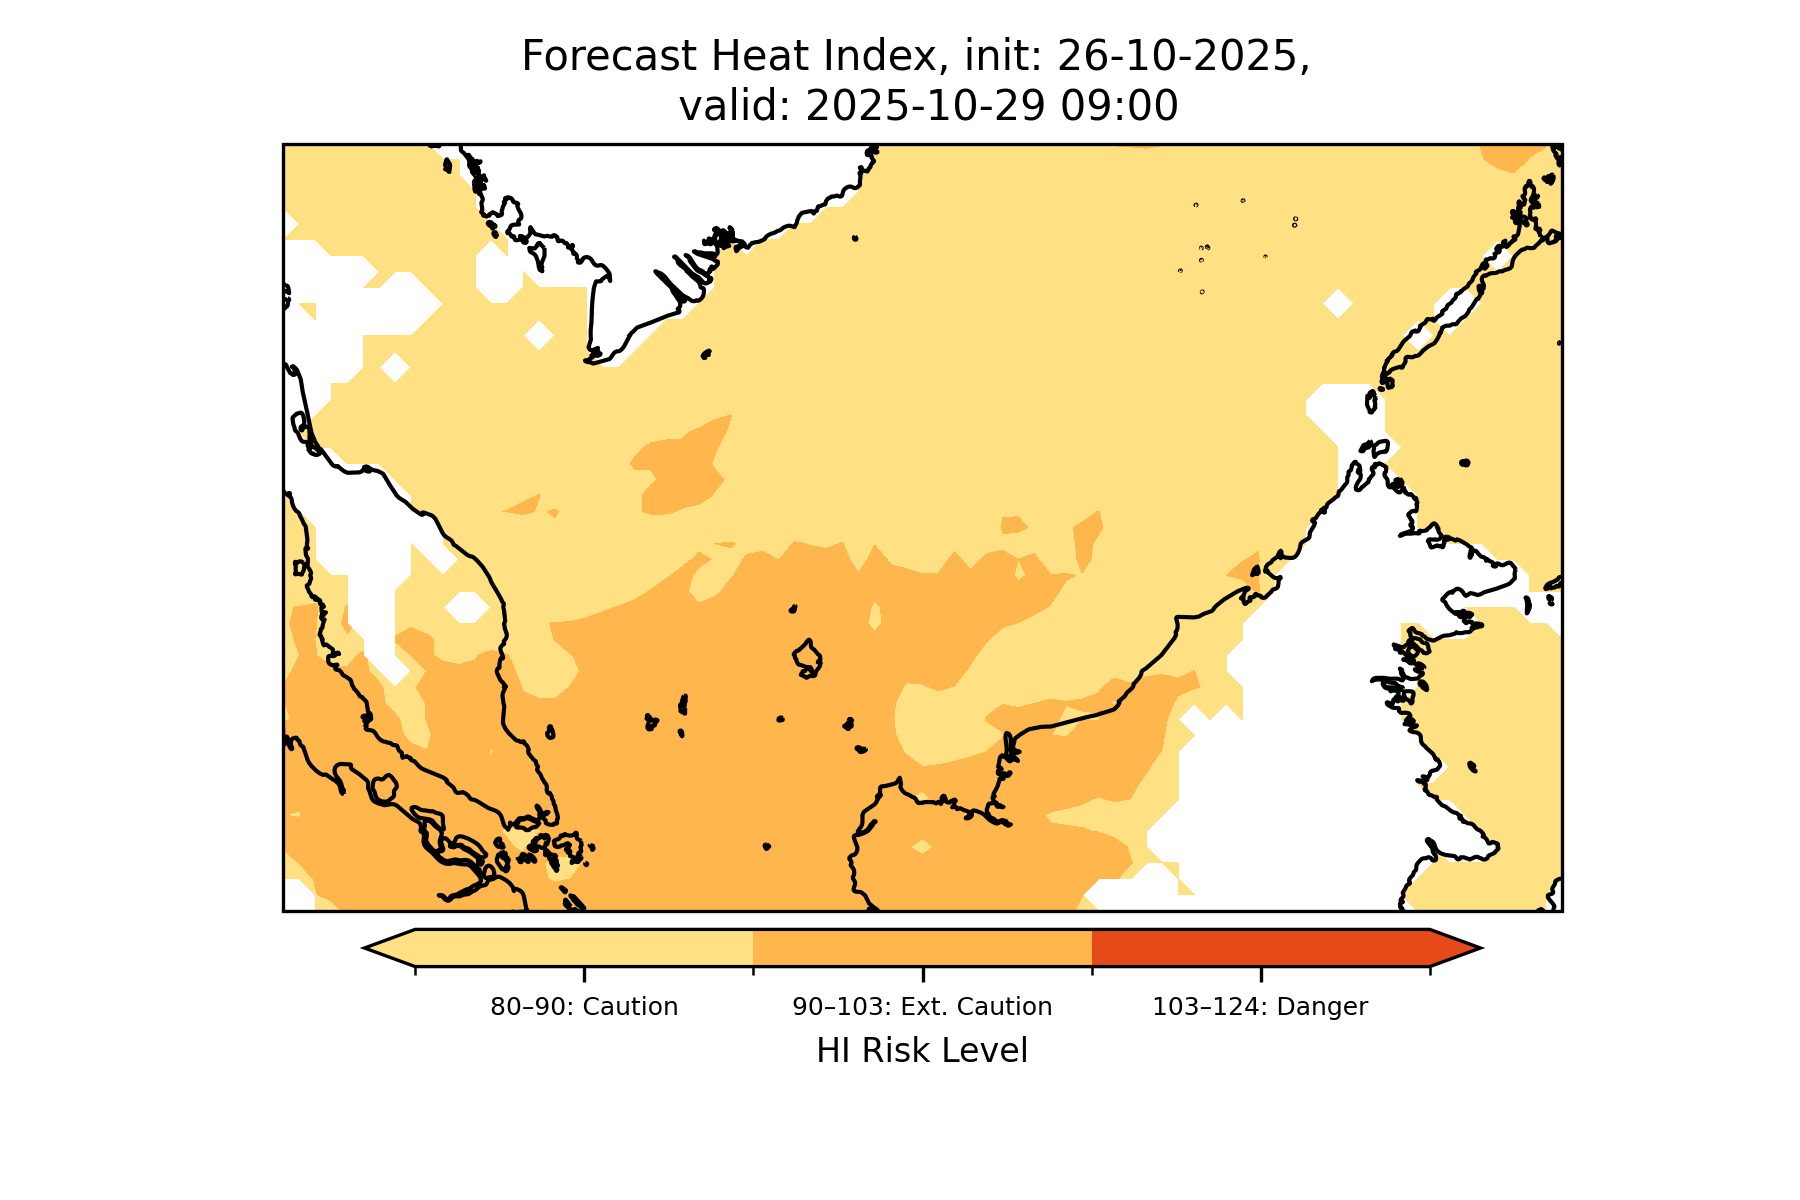 Forecast Heat Index, init: 26-10-2025,
valid: 2025-10-29 09:00
80–90: Caution
90–103: Ext. Caution
103–124: Danger
HI Risk Level